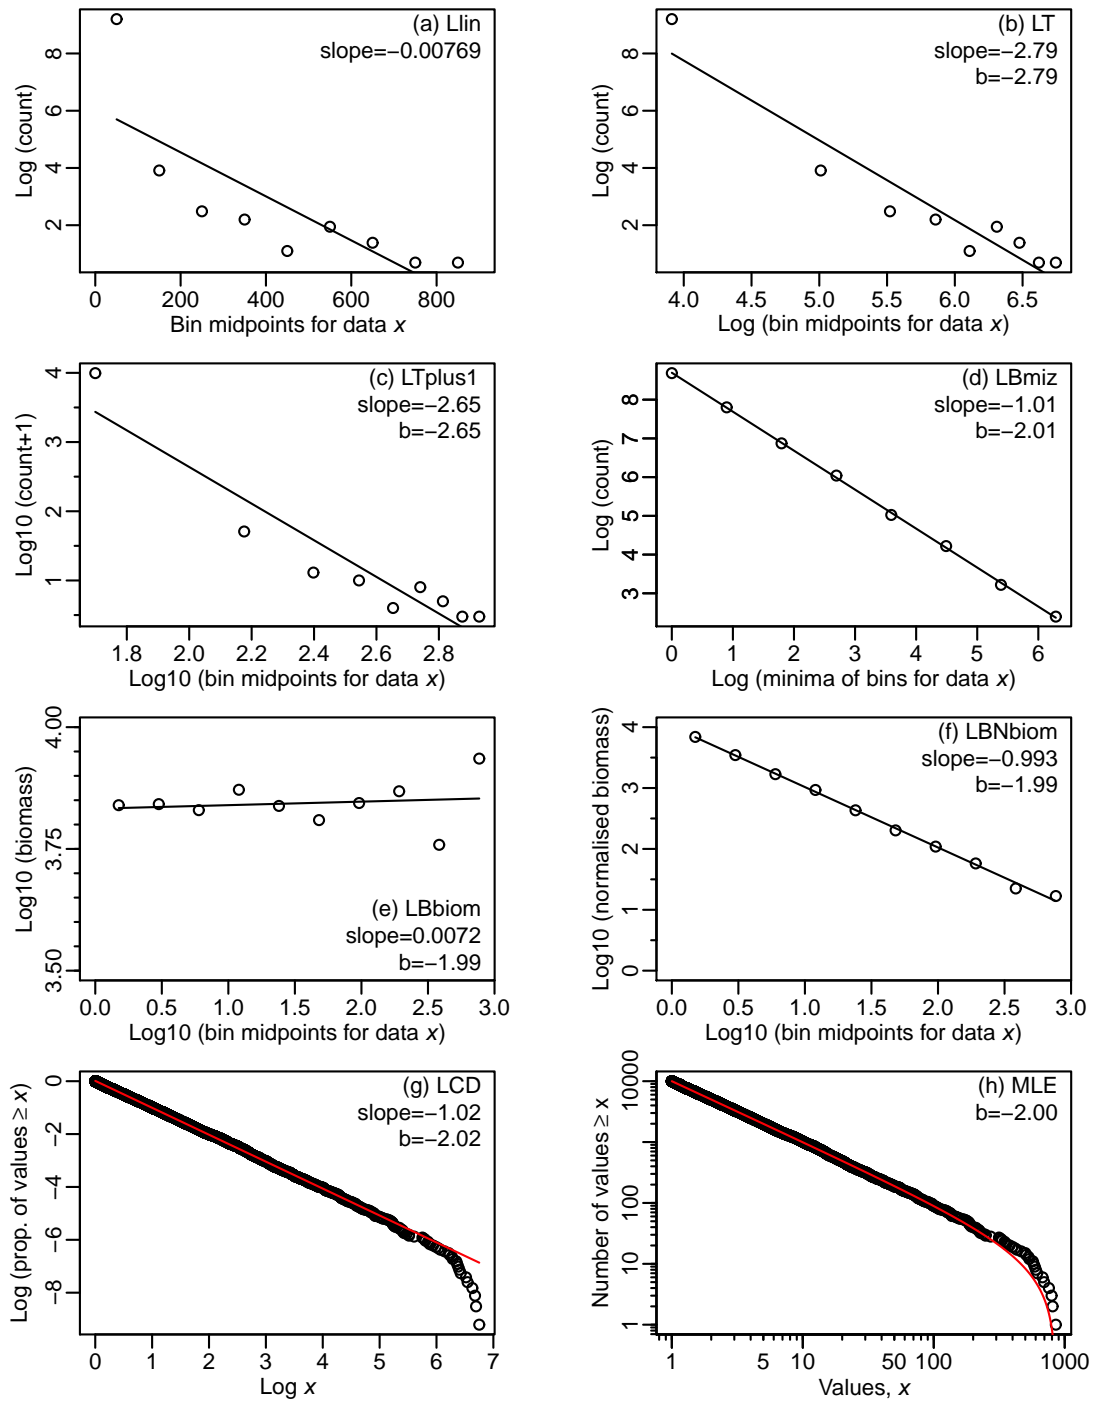 (a) Llin
slope=−0.00769
Log (count)
8
6
4
2
0 200 400 600 800
Bin midpoints for data x
(b) LT
slope=−2.79
b=−2.79
Log (count)
8
6
4
2
4.0 4.5 5.0 5.5 6.0 6.5
Log (bin midpoints for data x)
(c) LTplus1
slope=−2.65
b=−2.65
Log10 (count+1)
4
3
2
1
1.8 2.0 2.2 2.4 2.6 2.8
Log10 (bin midpoints for data x)
(d) LBmiz
slope=−1.01
b=−2.01
Log (count)
8
7
6
5
4
3
0 1 2 3 4 5 6
Log (minima of bins for data x)
(e) LBbiom
slope=0.0072
b=−1.99
Log10 (biomass)
4.00
3.75
3.50
0.0 0.5 1.0 1.5 2.0 2.5 3.0
Log10 (bin midpoints for data x)
(f) LBNbiom
slope=−0.993
b=−1.99
Log10 (normalised biomass)
4
3
2
1
0
0.0 0.5 1.0 1.5 2.0 2.5 3.0
Log10 (bin midpoints for data x)
(g) LCD
slope=−1.02
b=−2.02
Log (prop. of values ≥ x)
0
−2
−4
−6
−8
0 1 2 3 4 5 6 7
Log x
(h) MLE
b=−2.00
Number of values ≥ x
10000
100
10
1
1 5 10 50 100 1000
Values, x